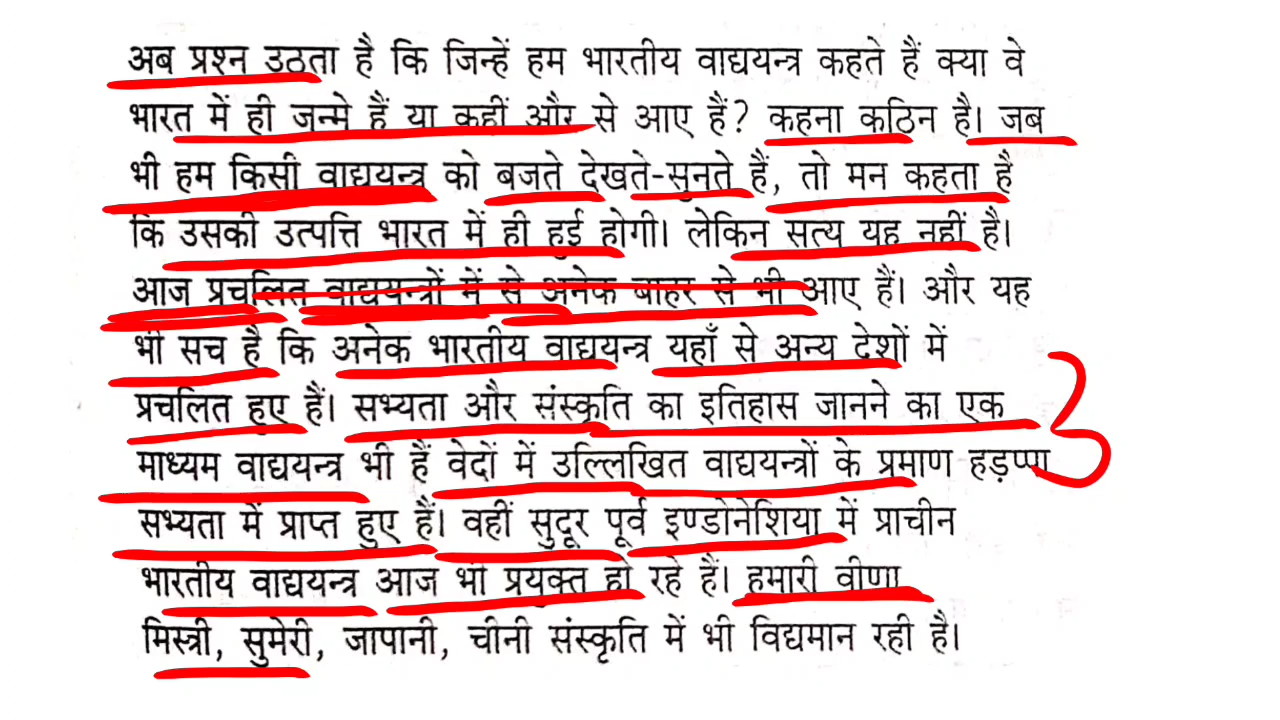 अब प्रश्न उठता है कि जिन्हें हम भारतीय वाद्ययन्त्र कहते हैं क्या वे
भारत में ही जन्मे हैं या कहीं और से आए हैं? कहना कठिन है। जब
भी हम किसी वाद्ययन्त्र को बजते देखते-सुनते हैं, तो मन कहता है
कि उसकी उत्पत्ति भारत में ही हुई होगी। लेकिन सत्य यह नहीं है।
आज प्रचलित वाद्ययन्त्रों में से अनेक बाहर से भी आए हैं। और यह
भी सच है कि अनेक भारतीय वाद्ययन्त्र यहाँ से अन्य देशों में
प्रचलित हुए हैं। सभ्यता और संस्कृति का इतिहास जानने का एक
माध्यम वाद्ययन्त्र भी हैं वेदों में उल्लिखित वाद्ययन्त्रों के प्रमाण हड़प्पा
सभ्यता में प्राप्त हुए हैं। वहीं सुदूर पूर्व इण्डोनेशिया में प्राचीन
भारतीय वाद्ययन्त्र आज भी प्रयुक्त हो रहे हैं। हमारी वीणा
मिस्त्री, सुमेरी, जापानी, चीनी संस्कृति में भी विद्यमान रही है।